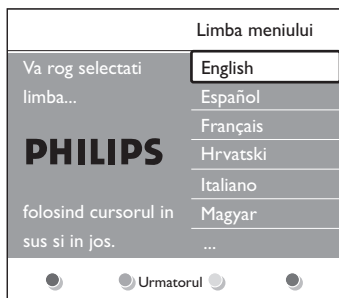 Limba meniului
Va rog selectati
limba...
PHILIPS
folosind cursorul in
sus si in jos.
English
Español
Français
Hrvatski
Italiano
Magyar
...
Urmatorul